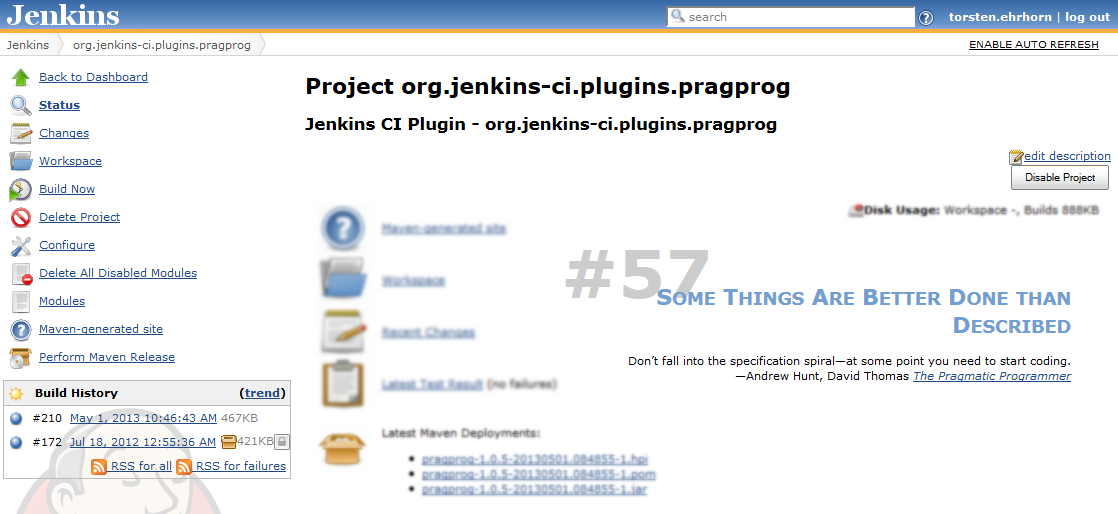 Jenkins
search
torsten.ehrhorn | log out
Jenkins
org.jenkins-ci.plugins.pragprog
ENABLE AUTO REFRESH
Back to Dashboard
Status
Changes
Workspace
Build Now
Delete Project
Configure
Delete All Disabled Modules
Modules
Maven-generated site
Perform Maven Release
Build History (trend)
#210 May 1, 2013 10:46:43 AM 467KB
#172 Jul 18, 2012 12:55:36 AM 421KB
RSS for all RSS for failures
Project org.jenkins-ci.plugins.pragprog
Jenkins CI Plugin - org.jenkins-ci.plugins.pragprog
edit description
Disable Project
Disk Usage: Workspace -, Builds 888KB
Maven-generated site
Workspace
Recent Changes
Latest Test Result (no failures)
Latest Maven Deployments:
pragprog-1.0.5-20130501.084855-1.hpi
pragprog-1.0.5-20130501.084855-1.pom
pragprog-1.0.5-20130501.084855-1.jar
#57
SOME THINGS ARE BETTER DONE THAN
DESCRIBED
Don't fall into the specification spiral—at some point you need to start coding.
—Andrew Hunt, David Thomas The Pragmatic Programmer